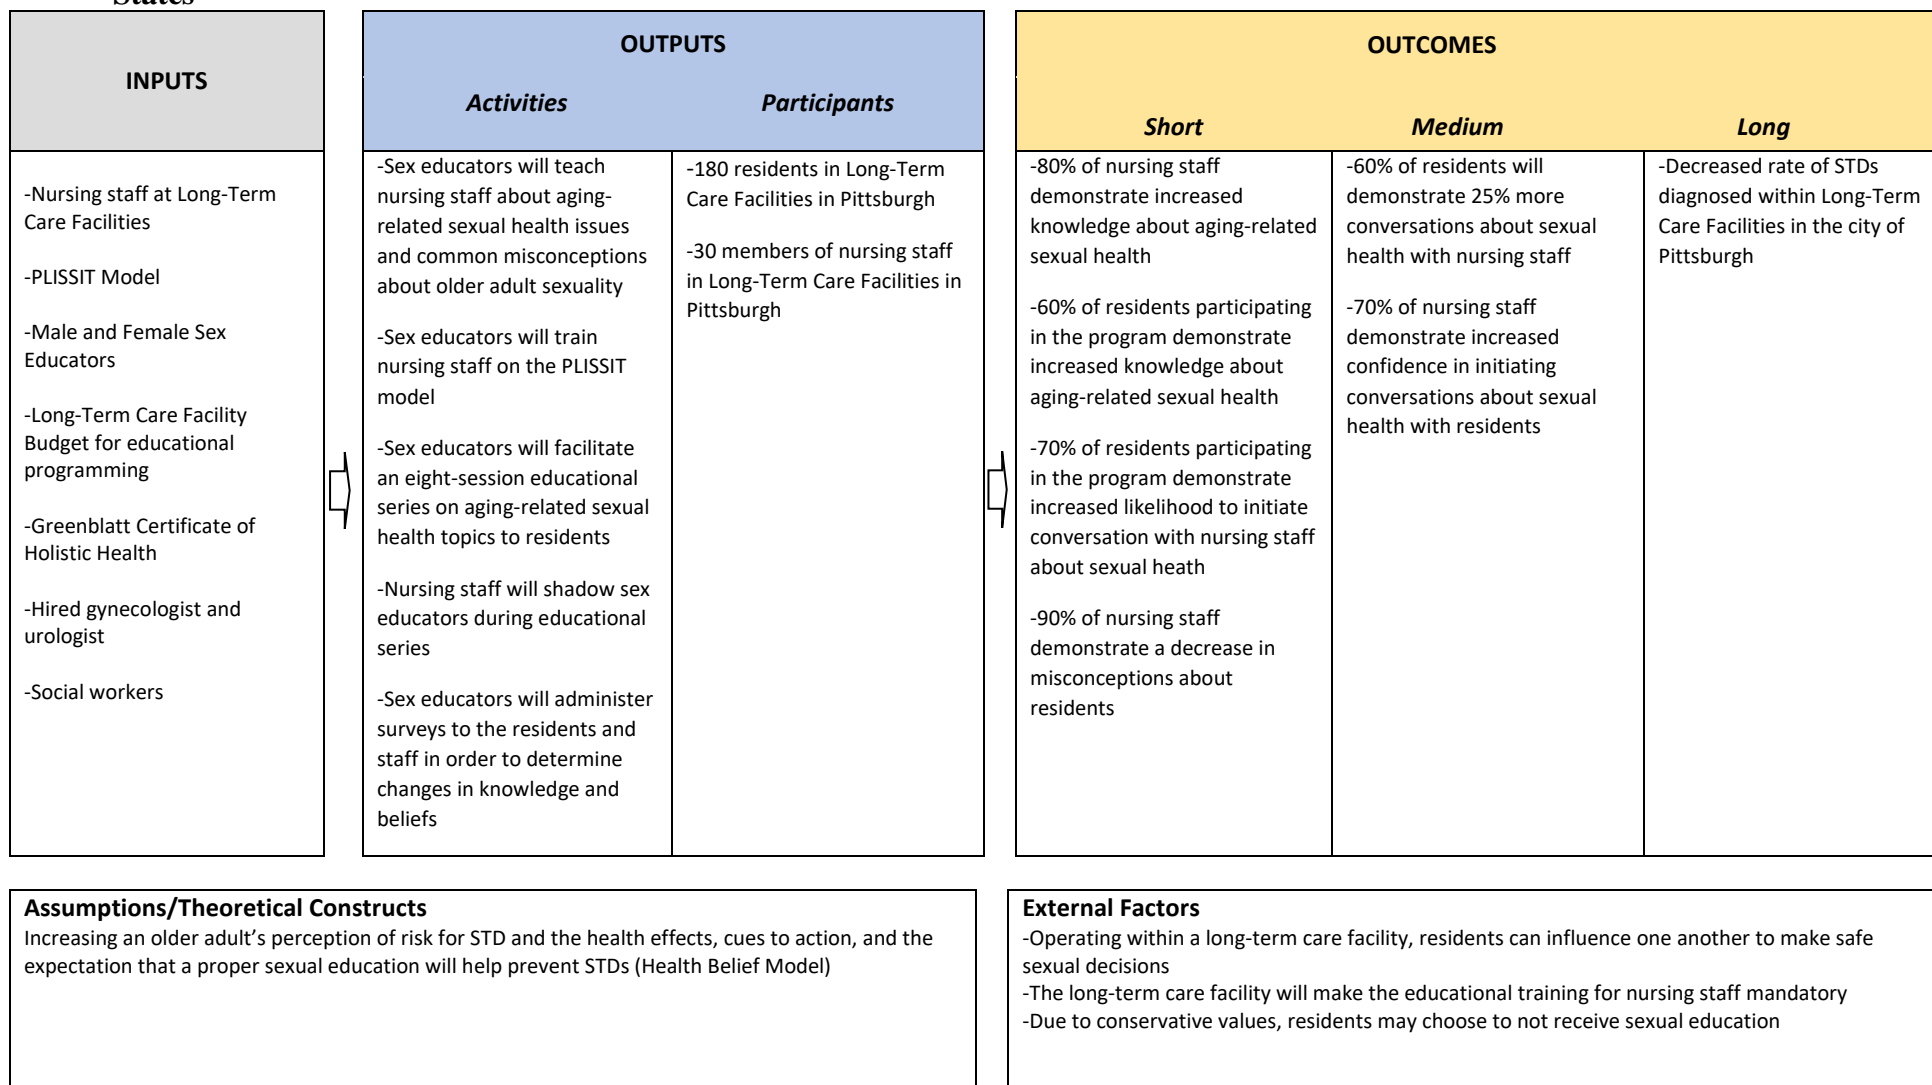 States
INPUTS
-Nursing staff at Long-Term
Care Facilities
-PLISSIT Model
-Male and Female Sex
Educators
-Long-Term Care Facility
Budget for educational
programming
-Greenblatt Certificate of
Holistic Health
-Hired gynecologist and
urologist
-Social workers
OUTPUTS
Activities
Participants
-Sex educators will teach
nursing staff about aging-
related sexual health issues
and common misconceptions
about older adult sexuality
-Sex educators will train
nursing staff on the PLISSIT
model
-Sex educators will facilitate
an eight-session educational
series on aging-related sexual
health topics to residents
-Nursing staff will shadow sex
educators during educational
series
-Sex educators will administer
surveys to the residents and
staff in order to determine
changes in knowledge and
beliefs
-180 residents in Long-Term
Care Facilities in Pittsburgh
-30 members of nursing staff
in Long-Term Care Facilities in
Pittsburgh
OUTCOMES
Short
Medium
Long
-80% of nursing staff
demonstrate increased
knowledge about aging-related
sexual health
-60% of residents participating
in the program demonstrate
increased knowledge about
aging-related sexual health
-70% of residents participating
in the program demonstrate
increased likelihood to initiate
conversation with nursing staff
about sexual heath
-90% of nursing staff
demonstrate a decrease in
misconceptions about
residents
-60% of residents will
demonstrate 25% more
conversations about sexual
health with nursing staff
-70% of nursing staff
demonstrate increased
confidence in initiating
conversations about sexual
health with residents
-Decreased rate of STDs
diagnosed within Long-Term
Care Facilities in the city of
Pittsburgh
Assumptions/Theoretical Constructs
Increasing an older adult’s perception of risk for STD and the health effects, cues to action, and the
expectation that a proper sexual education will help prevent STDs (Health Belief Model)
External Factors
-Operating within a long-term care facility, residents can influence one another to make safe
sexual decisions
-The long-term care facility will make the educational training for nursing staff mandatory
-Due to conservative values, residents may choose to not receive sexual education